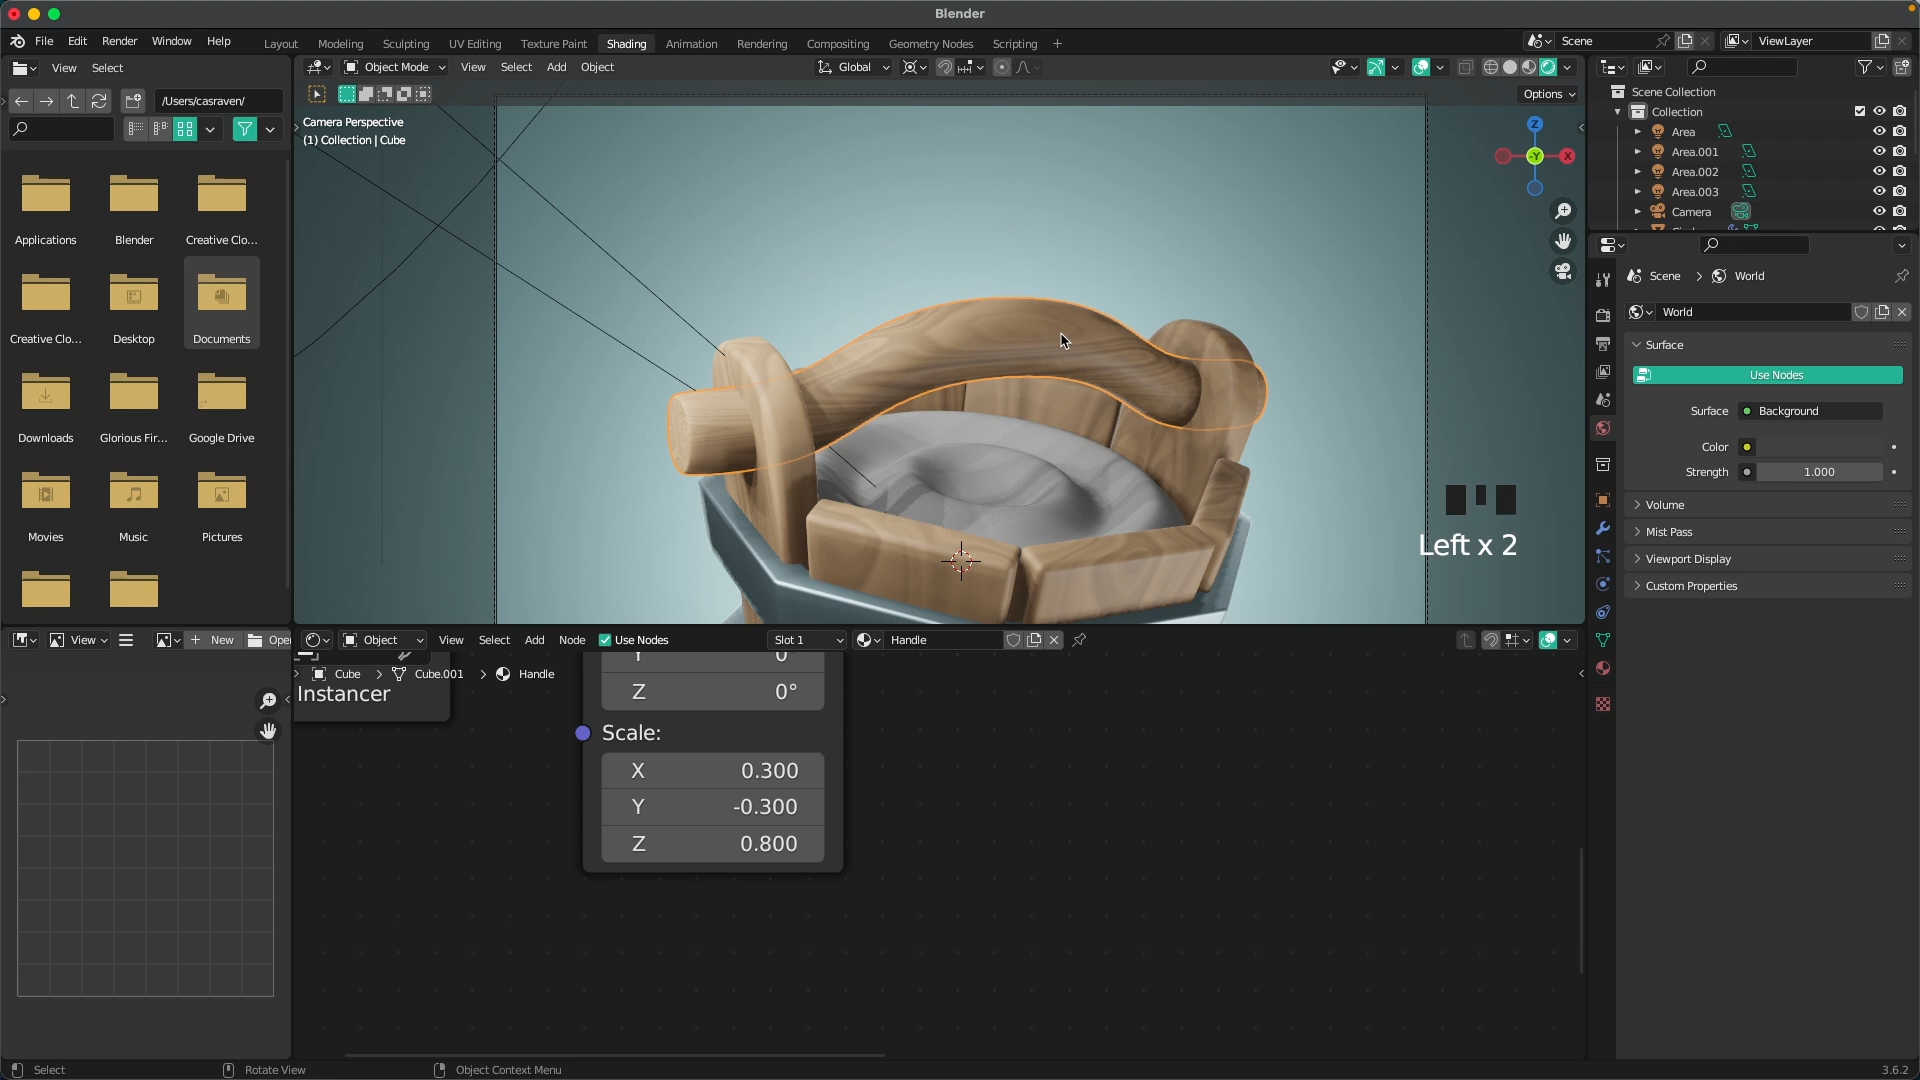 Blender
File Edit Render Window Help
Layout Modeling Sculpting UV Editing Texture Paint Shading Animation Rendering Compositing Geometry Nodes Scripting +
Scene
ViewLayer
View Select
Object Mode View Select Add Object
Global
/Users/casraven/
Options
Camera Perspective
(1) Collection | Cube
Z
-Y
X
Scene Collection
Collection
Area
Area.001
Area.002
Area.003
Camera
Applications
Blender
Creative Clo...
Creative Clo...
Desktop
Documents
Downloads
Glorious Fir...
Google Drive
Movies
Music
Pictures
Scene > World
World
Surface
Use Nodes
Surface Background
Color
Strength 1.000
Volume
Mist Pass
Viewport Display
Custom Properties
Left x 2
View
+ New
Object View Select Add Node Use Nodes
Slot 1
Handle
Cube > Cube.001 > Handle
Instancer
Y 0°
Z 0°
Scale:
X 0.300
Y -0.300
Z 0.800
Select
Rotate View
Object Context Menu
3.6.2